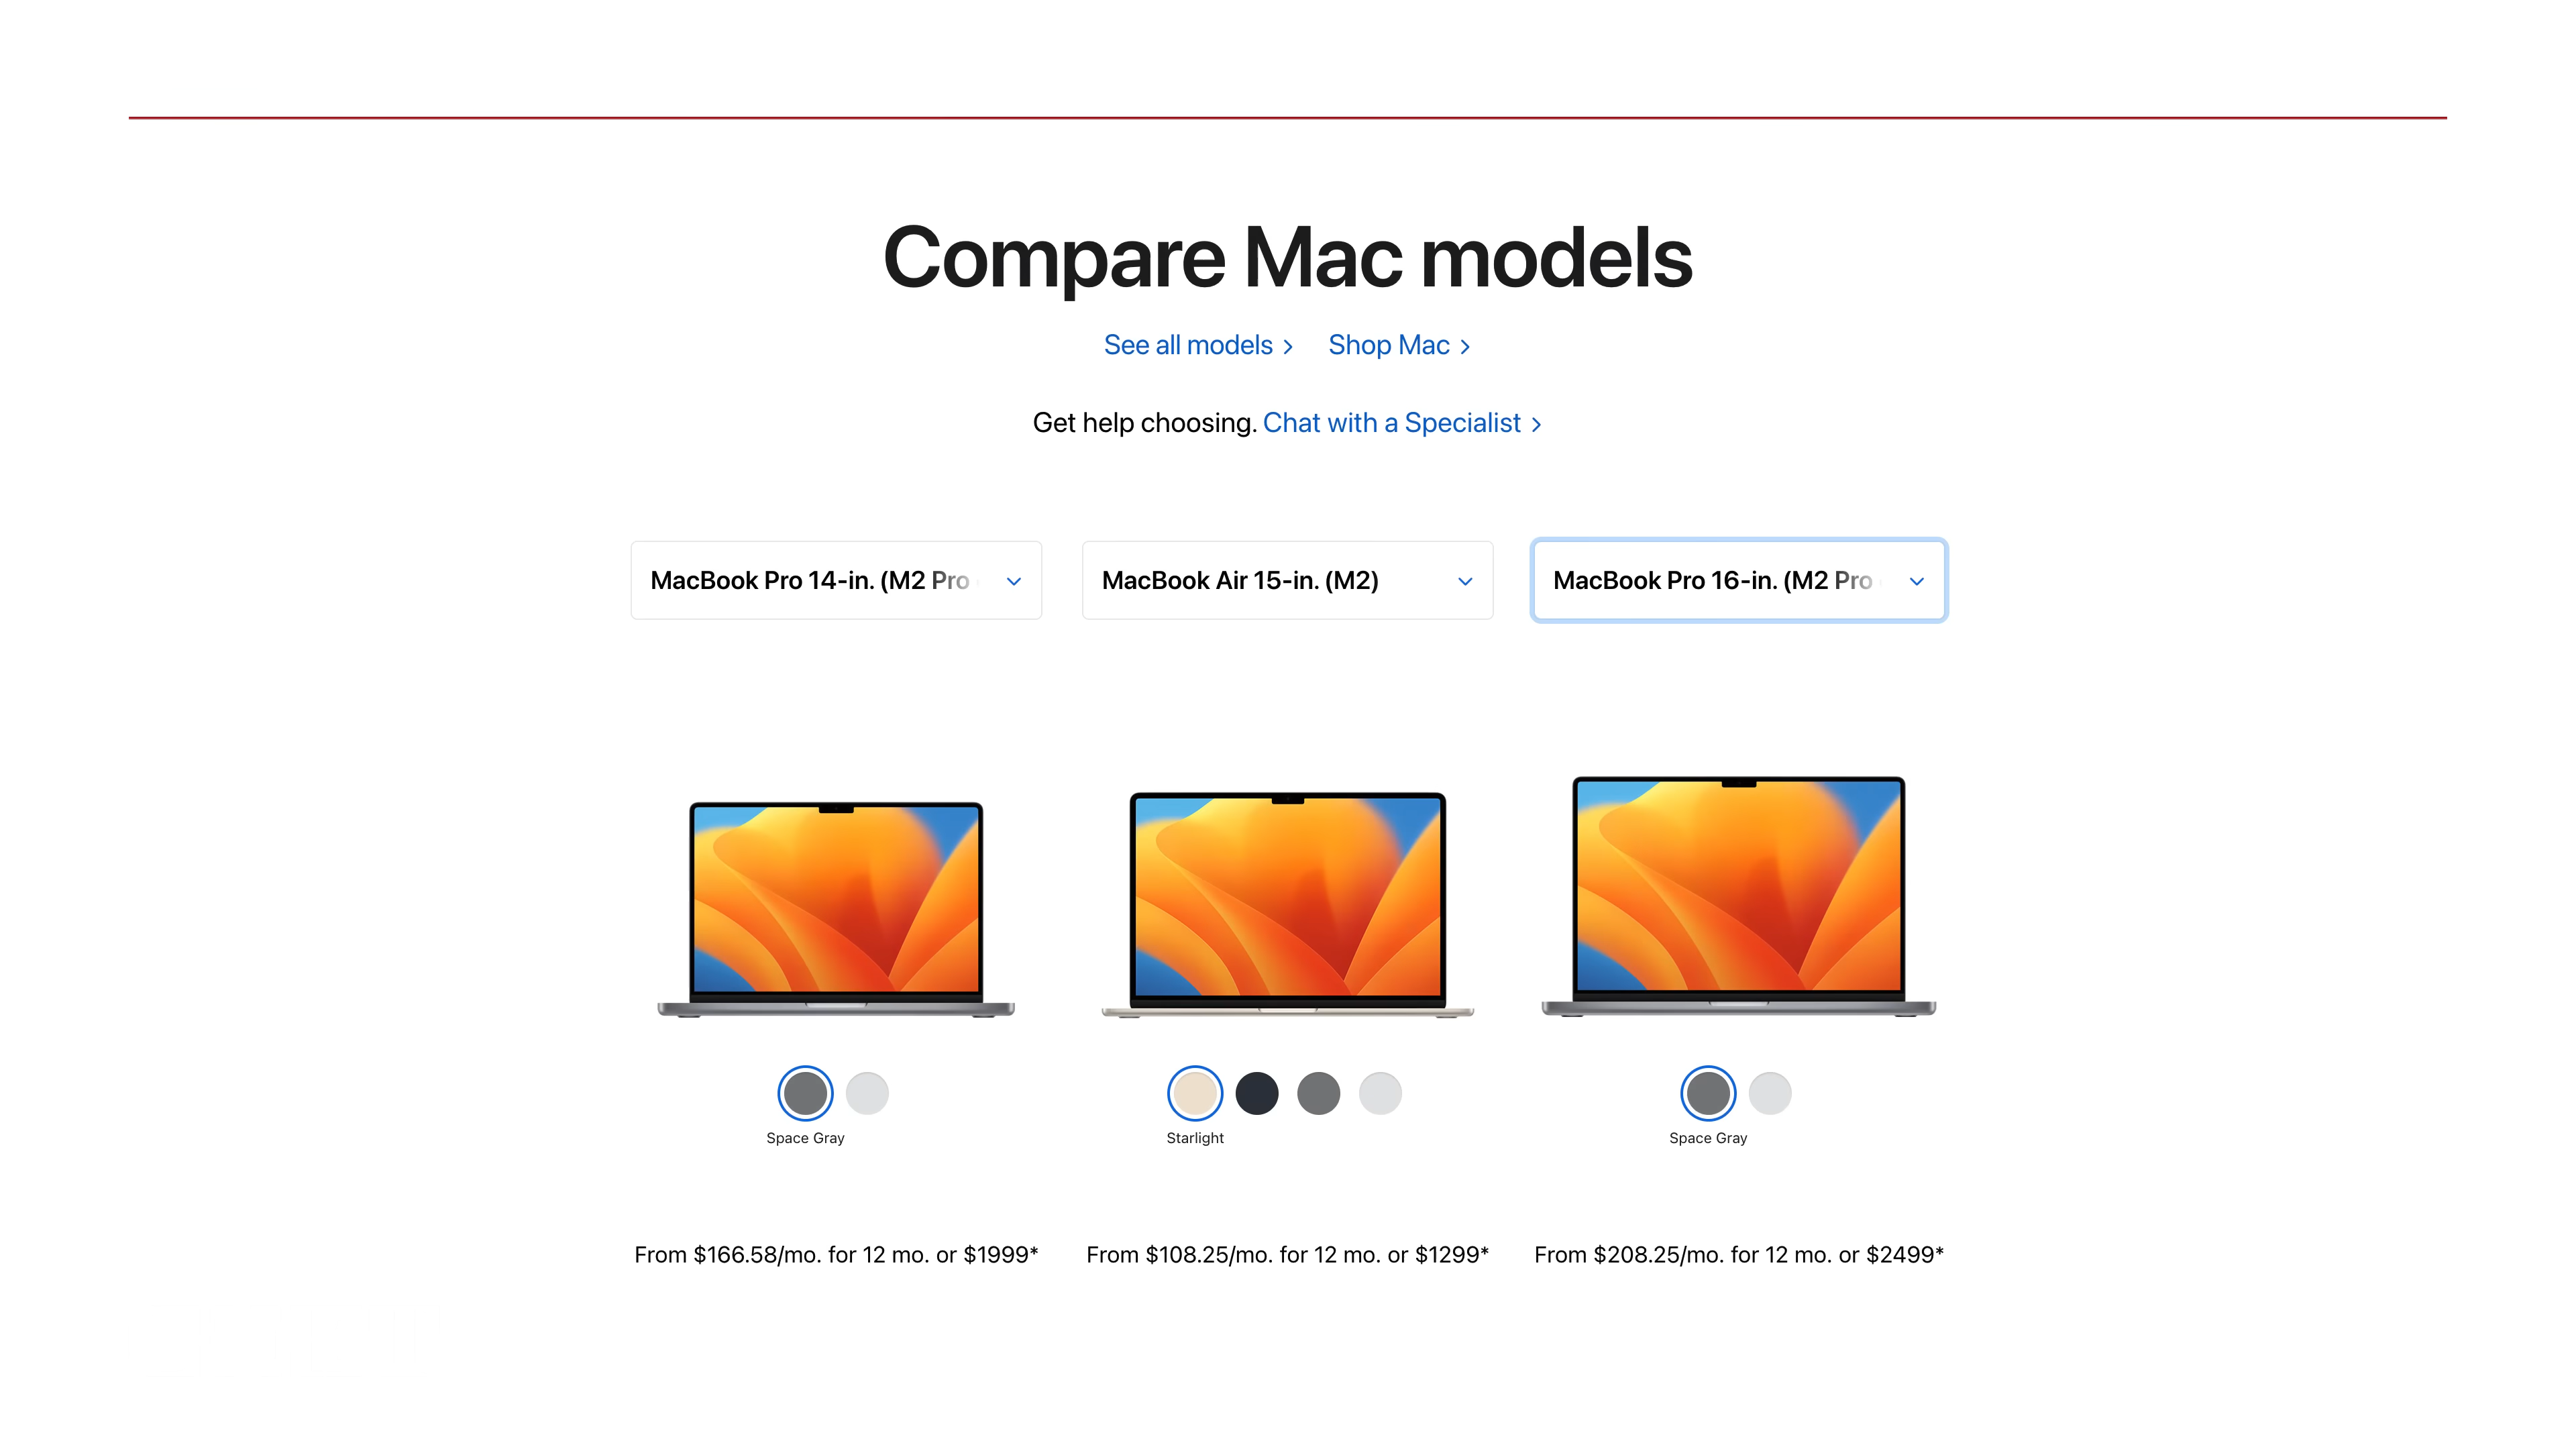 Compare Mac models
See all models > Shop Mac >
Get help choosing. Chat with a Specialist >
MacBook Pro 14-in. (M2 Pro
MacBook Air 15-in. (M2)
MacBook Pro 16-in. (M2 Pro
Space Gray
Starlight
Space Gray
From $166.58/mo. for 12 mo. or $1999*
From $108.25/mo. for 12 mo. or $1299*
From $208.25/mo. for 12 mo. or $2499*